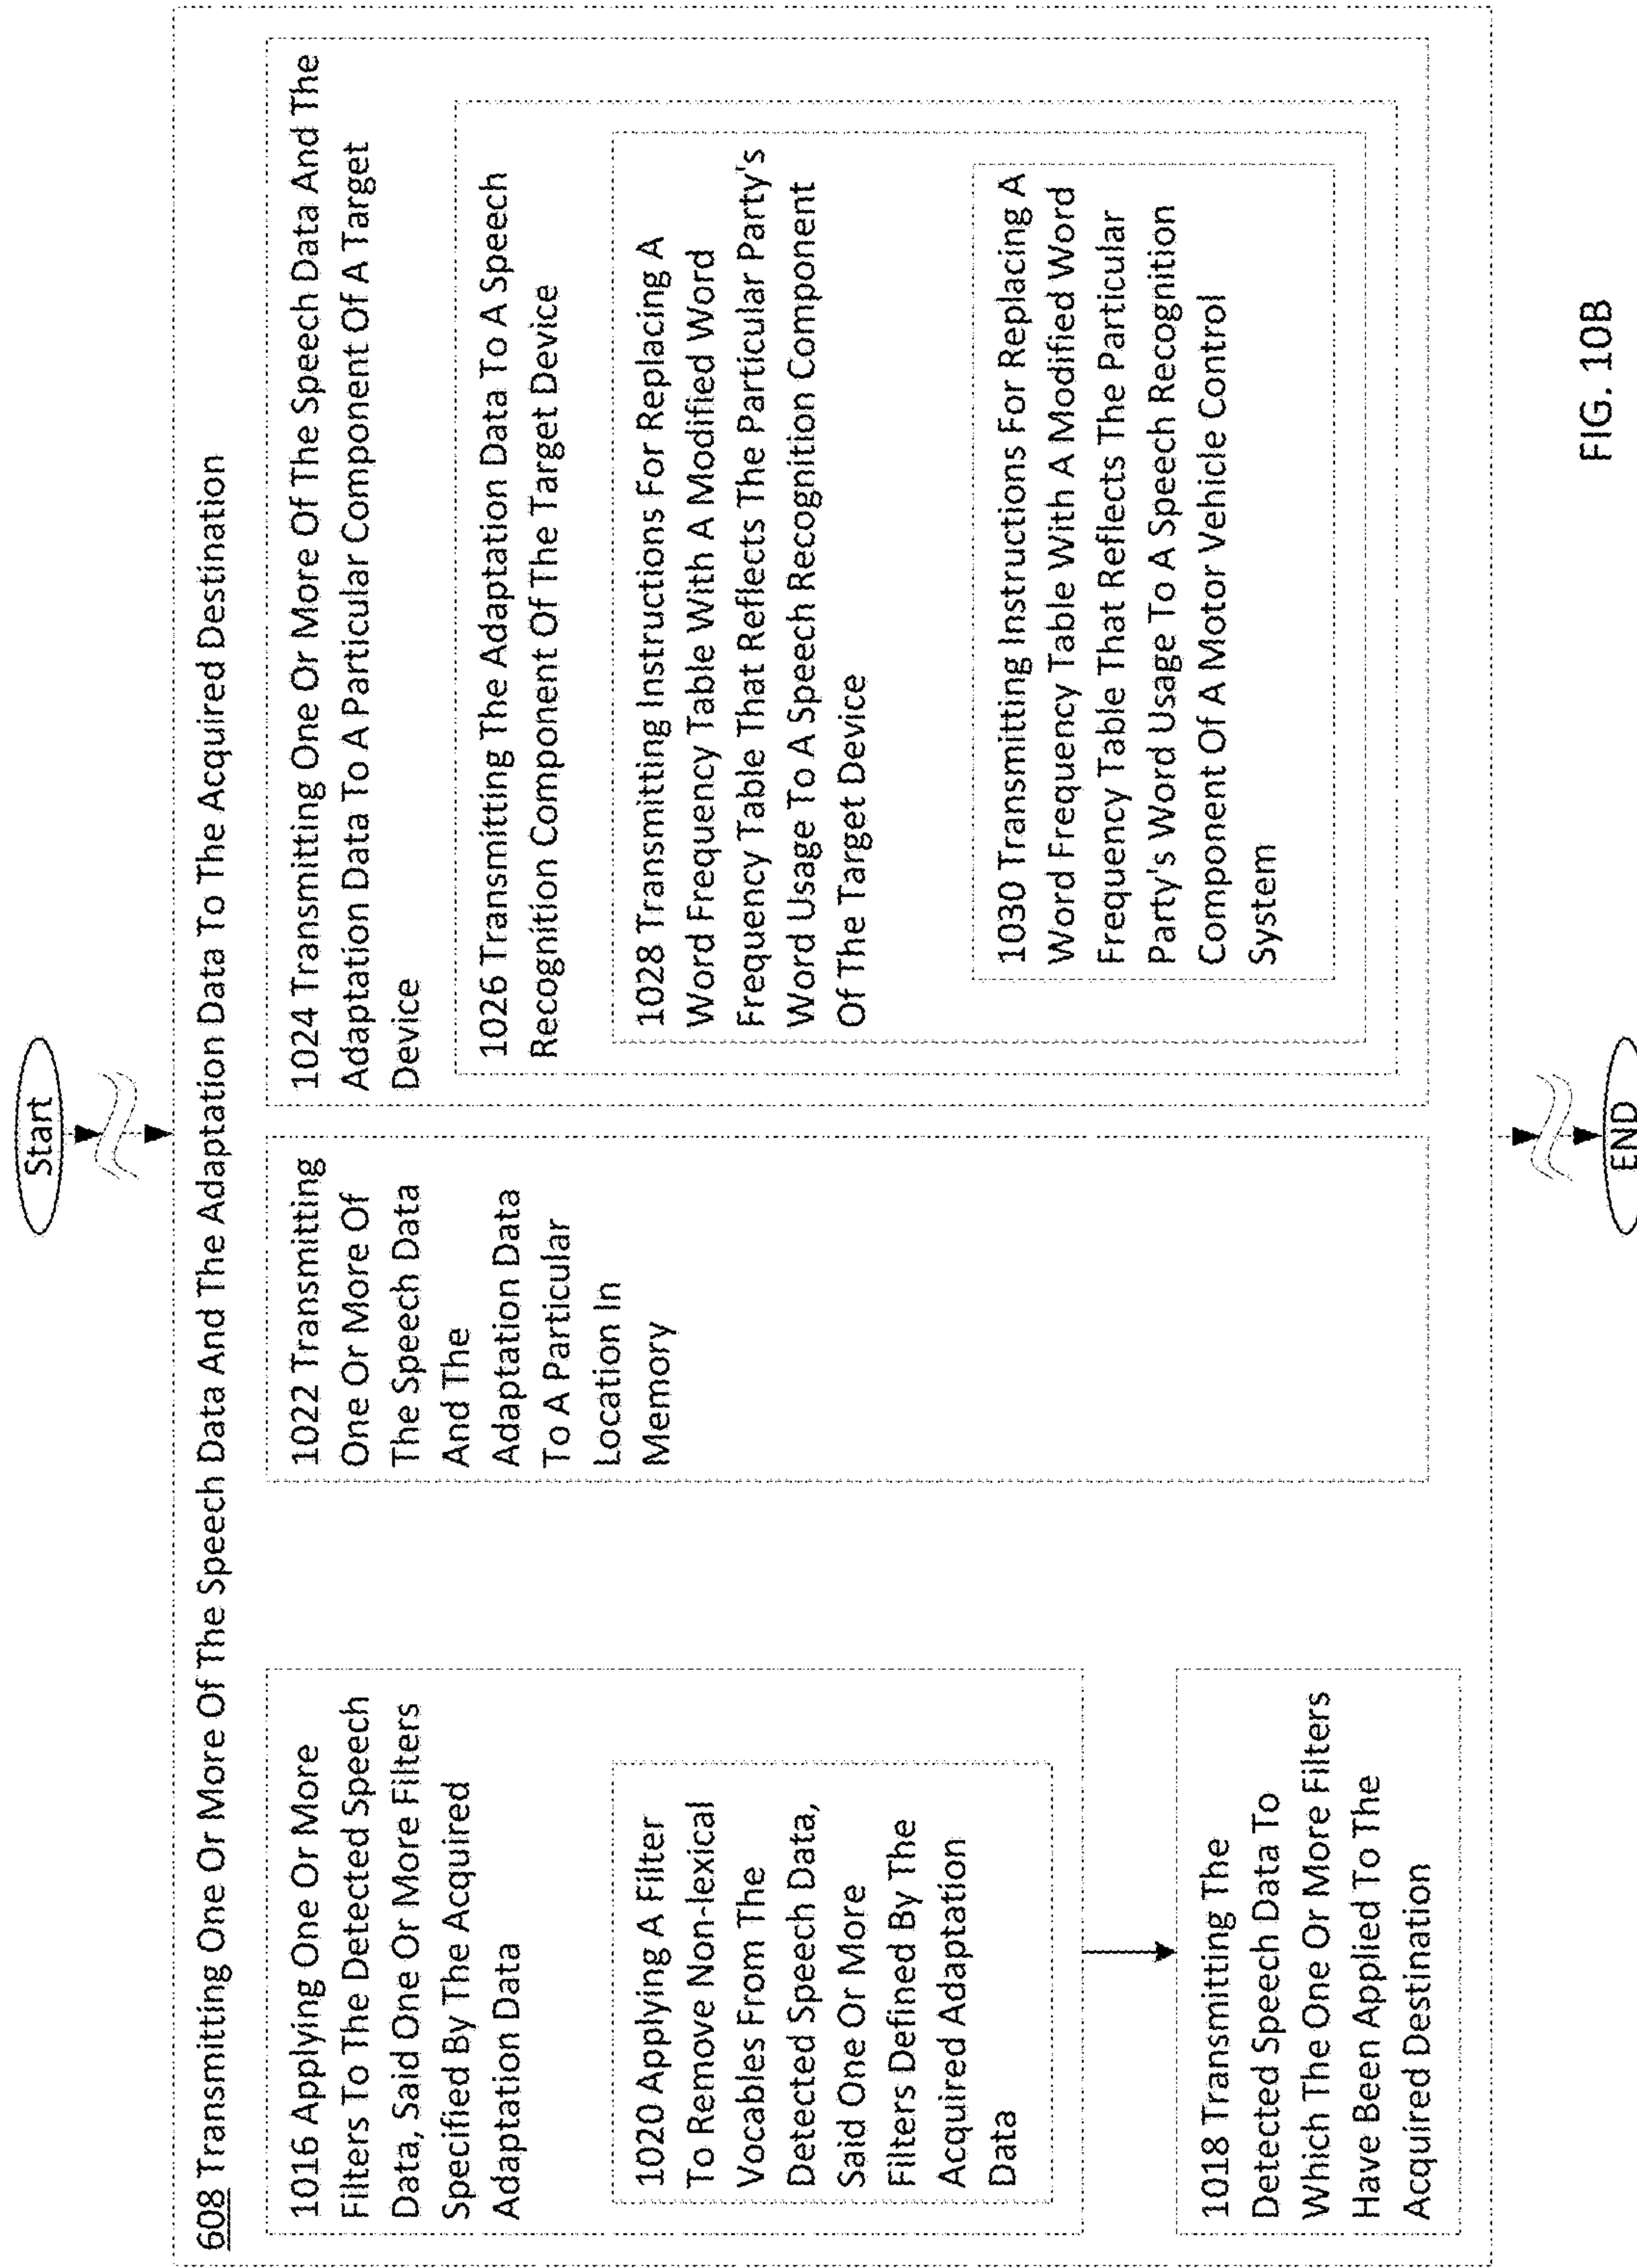 Start
608 Transmitting One Or More Of The Speech Data And The Adaptation Data To The Acquired Destination
1016 Applying One Or More
Filters To The Detected Speech
Data, Said One Or More Filters
Specified By The Acquired
Adaptation Data
1020 Applying A Filter
To Remove Non-lexical
Vocables From The
Detected Speech Data,
Said One Or More
Filters Defined By The
Acquired Adaptation
Data
1018 Transmitting The
Detected Speech Data To
Which The One Or More Filters
Have Been Applied To The
Acquired Destination
1022 Transmitting
One Or More Of
The Speech Data
And The
Adaptation Data
To A Particular
Location In
Memory
1024 Transmitting One Or More Of The Speech Data And The
Adaptation Data To A Particular Component Of A Target
Device
1026 Transmitting The Adaptation Data To A Speech
Recognition Component Of The Target Device
1028 Transmitting Instructions For Replacing A
Word Frequency Table With A Modified Word
Frequency Table That Reflects The Particular Party's
Word Usage To A Speech Recognition Component
Of The Target Device
1030 Transmitting Instructions For Replacing A
Word Frequency Table With A Modified Word
Frequency Table That Reflects The Particular
Party's Word Usage To A Speech Recognition
Component Of A Motor Vehicle Control
System
END
FIG. 10B